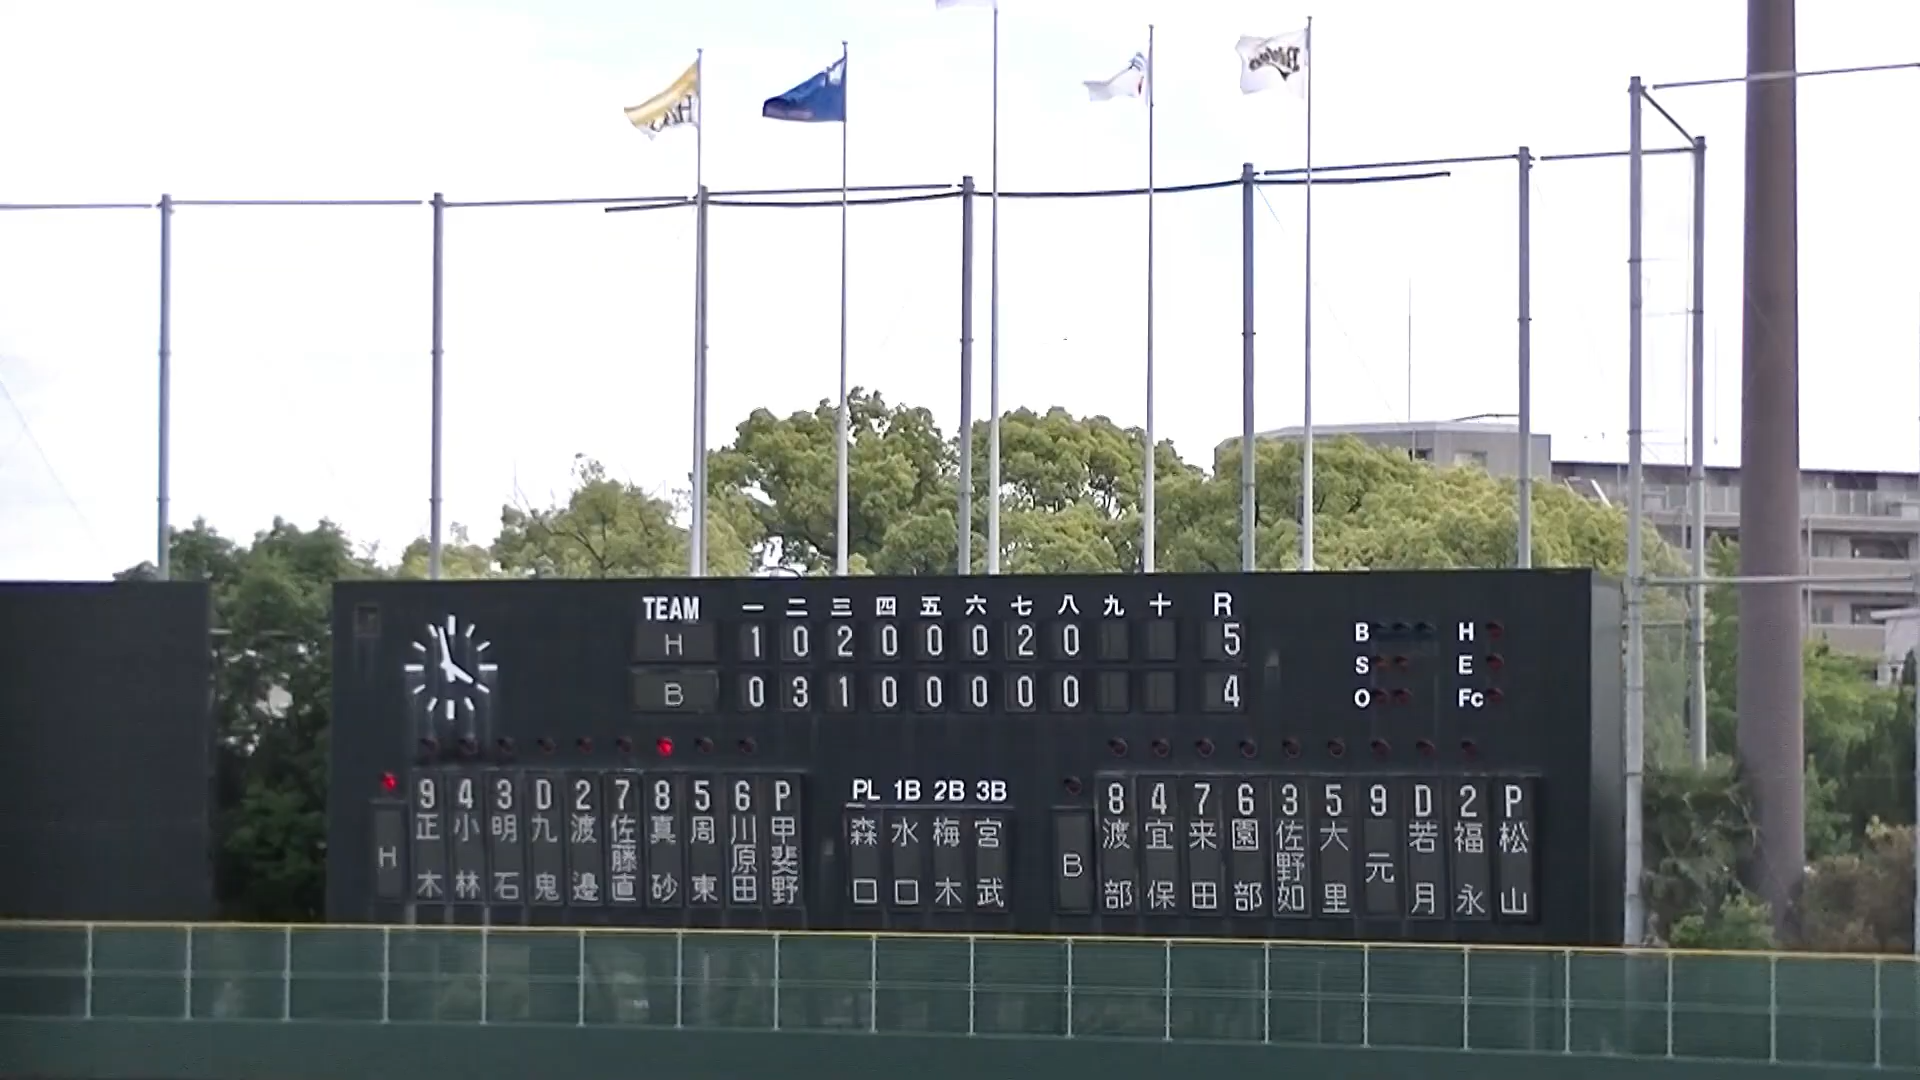 TEAM 一 二 三 四 五 六 七 八 九 十 R
H 1 0 2 0 0 0 2 0 5
B 0 3 1 0 0 0 0 0 4
B H
S E
O Fc
H
9 正木
4 小林
3 明石
D 九鬼
2 渡邉
7 佐藤直
8 真砂
5 周東
6 川原田
P 甲斐野
PL 1B 2B 3B
森口
水口
梅木
宮武
B
8 渡部
4 宜保
7 来田
6 園部
3 佐野如
5 大里
9 元
D 若月
2 福永
P 松山